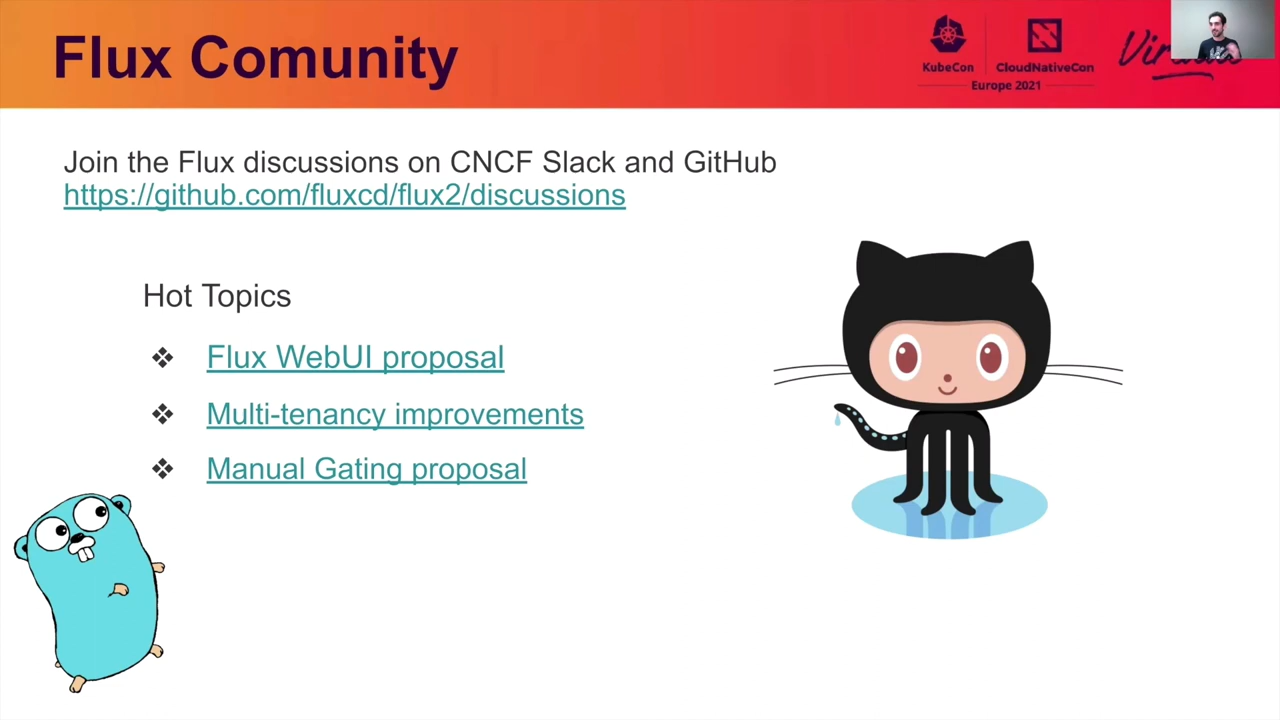 Flux Comunity
KubeCon
CloudNativeCon
Europe 2021
Join the Flux discussions on CNCF Slack and GitHub
https://github.com/fluxcd/flux2/discussions
Hot Topics
Flux WebUI proposal
Multi-tenancy improvements
Manual Gating proposal